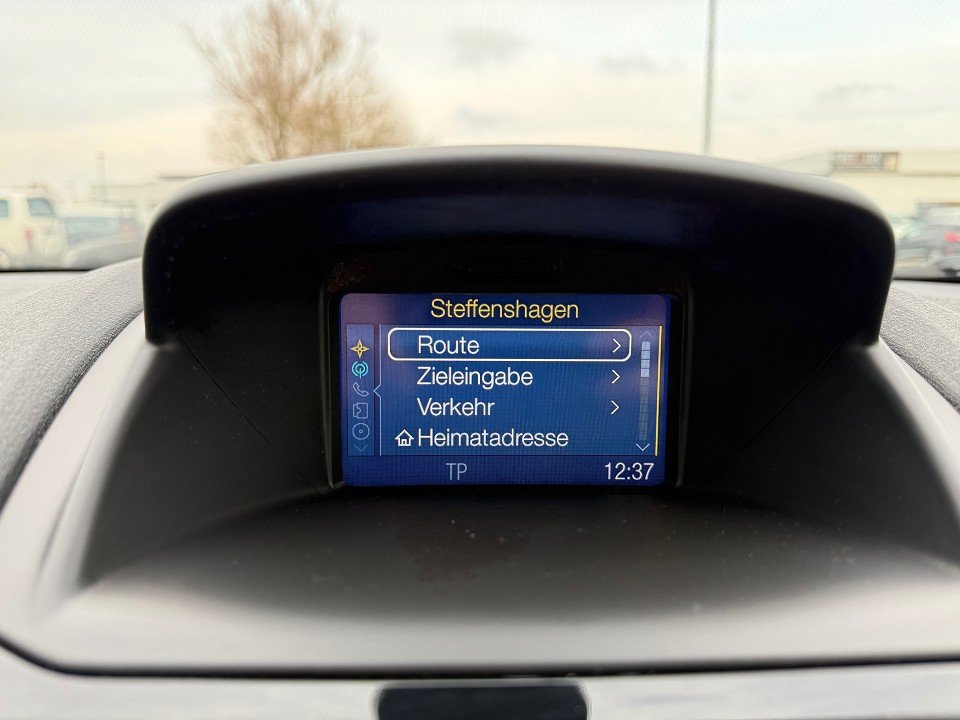 Steffenshagen
Route
Zieleingabe
Verkehr
Heimatadresse
TP
12:37